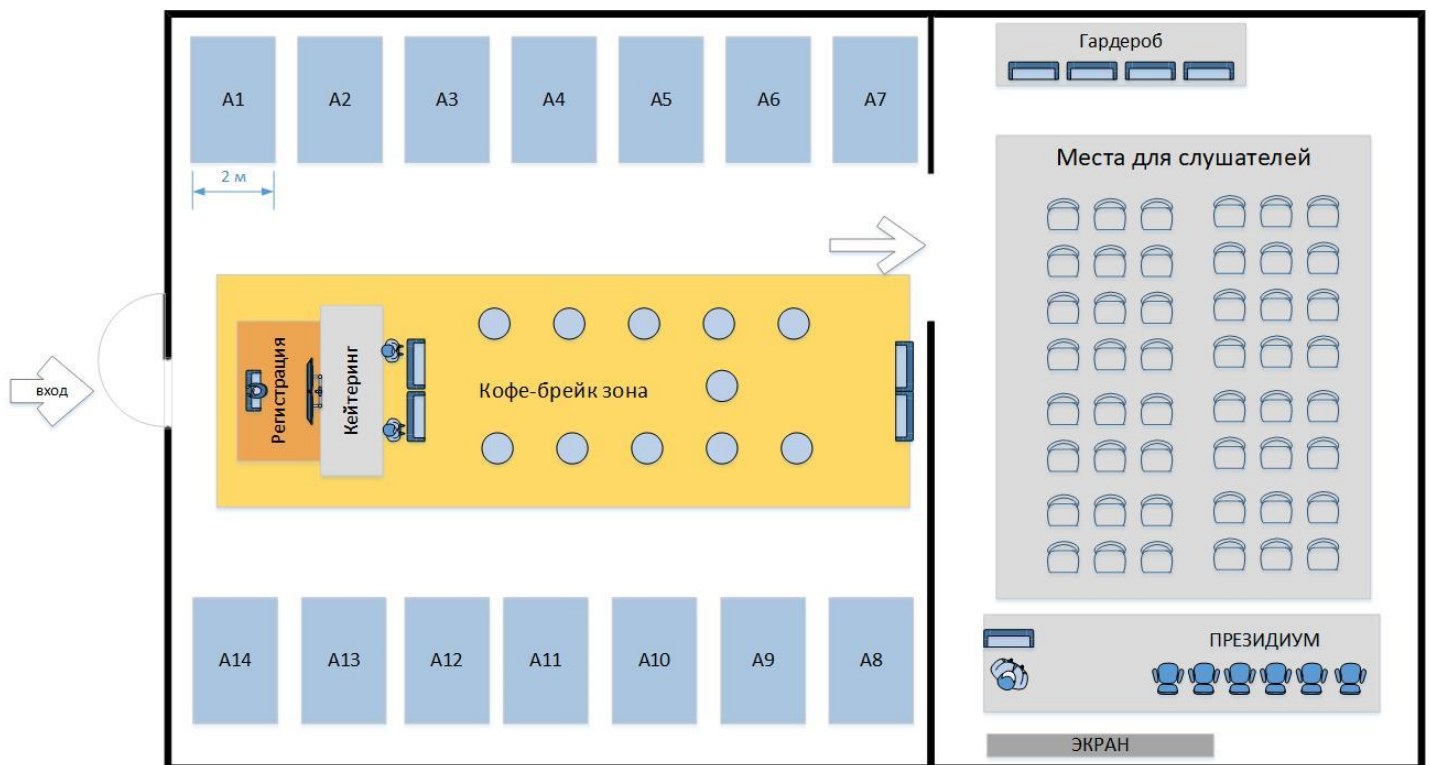 Гардероб
A1
A2
A3
A4
A5
A6
A7
2 м
Места для слушателей
вход
Регистрация
Кейтеринг
Кофе-брейк зона
A14
A13
A12
A11
A10
A9
A8
ПРЕЗИДИУМ
ЭКРАН